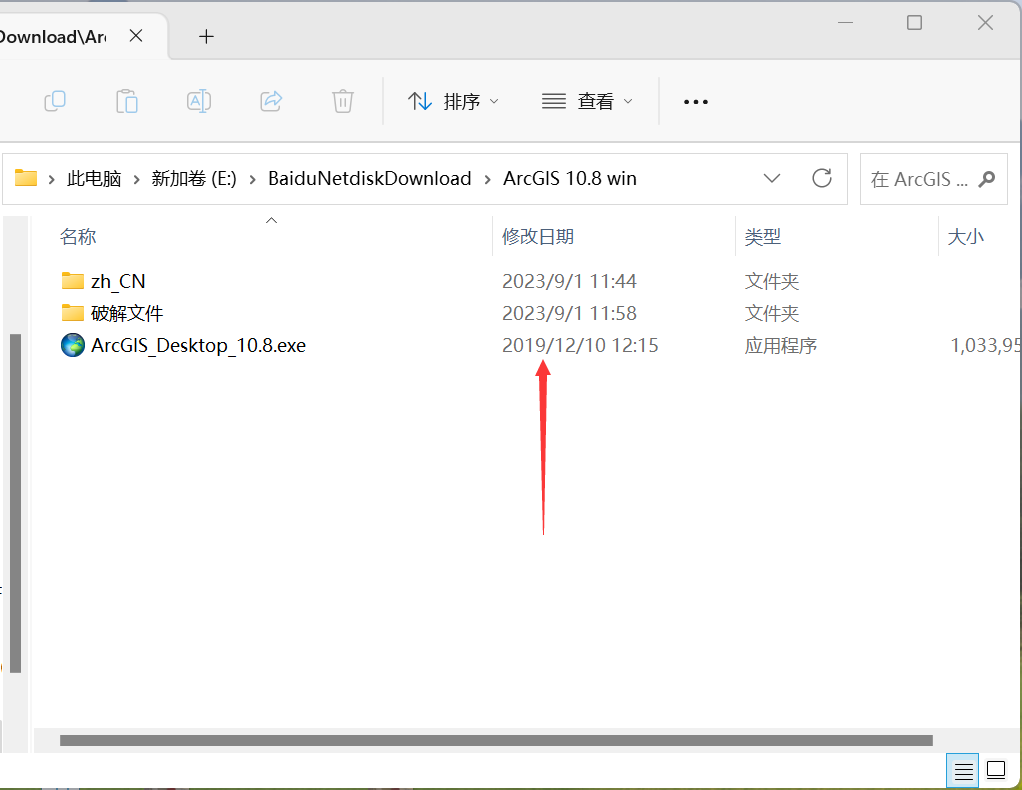 Download\Arc
排序 查看
此电脑 新加卷 (E:) BaiduNetdiskDownload ArcGIS 10.8 win 在 ArcGIS ...
名称 修改日期 类型 大小
zh_CN 2023/9/1 11:44 文件夹
破解文件 2023/9/1 11:58 文件夹
ArcGIS_Desktop_10.8.exe 2019/12/10 12:15 应用程序 1,033,95